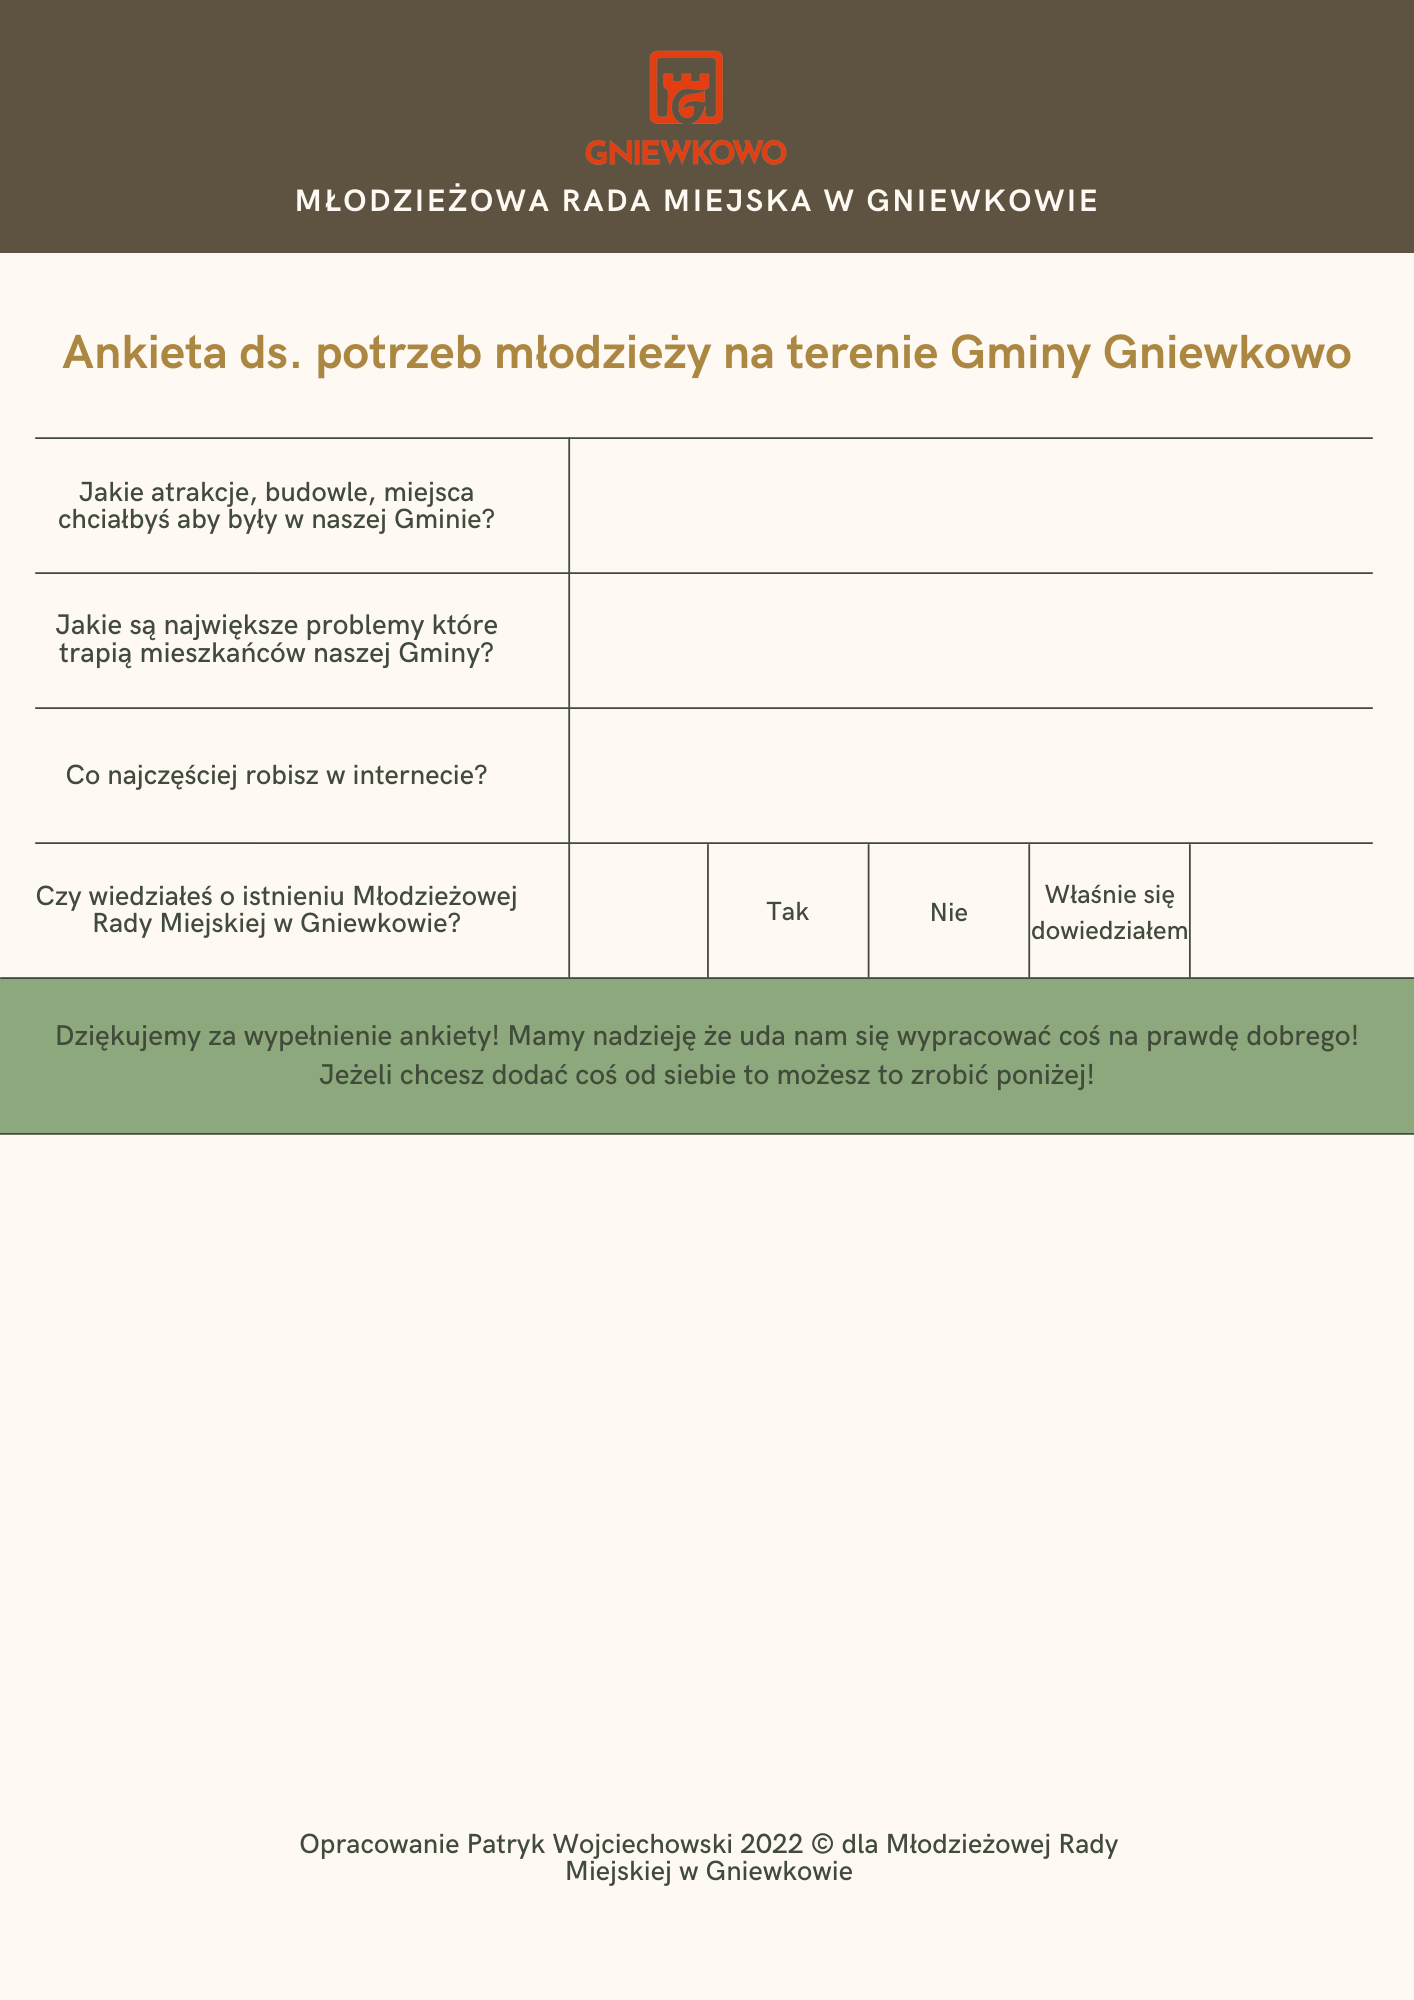 GNIEWKOWO
MŁODZIEŻOWA RADA MIEJSKA W GNIEWKOWIE
Ankieta ds. potrzeb młodzieży na terenie Gminy Gniewkowo
Jakie atrakcje, budowle, miejsca
chciałbyś aby były w naszej Gminie?
Jakie są największe problemy które
trapią mieszkańców naszej Gminy?
Co najczęściej robisz w internecie?
Czy wiedziałeś o istnieniu Młodzieżowej
Rady Miejskiej w Gniewkowie?
Tak
Nie
Właśnie się
dowiedziałem
Dziękujemy za wypełnienie ankiety! Mamy nadzieję że uda nam się wypracować coś na prawdę dobrego!
Jeżeli chcesz dodać coś od siebie to możesz to zrobić poniżej!
Opracowanie Patryk Wojciechowski 2022 © dla Młodzieżowej Rady
Miejskiej w Gniewkowie